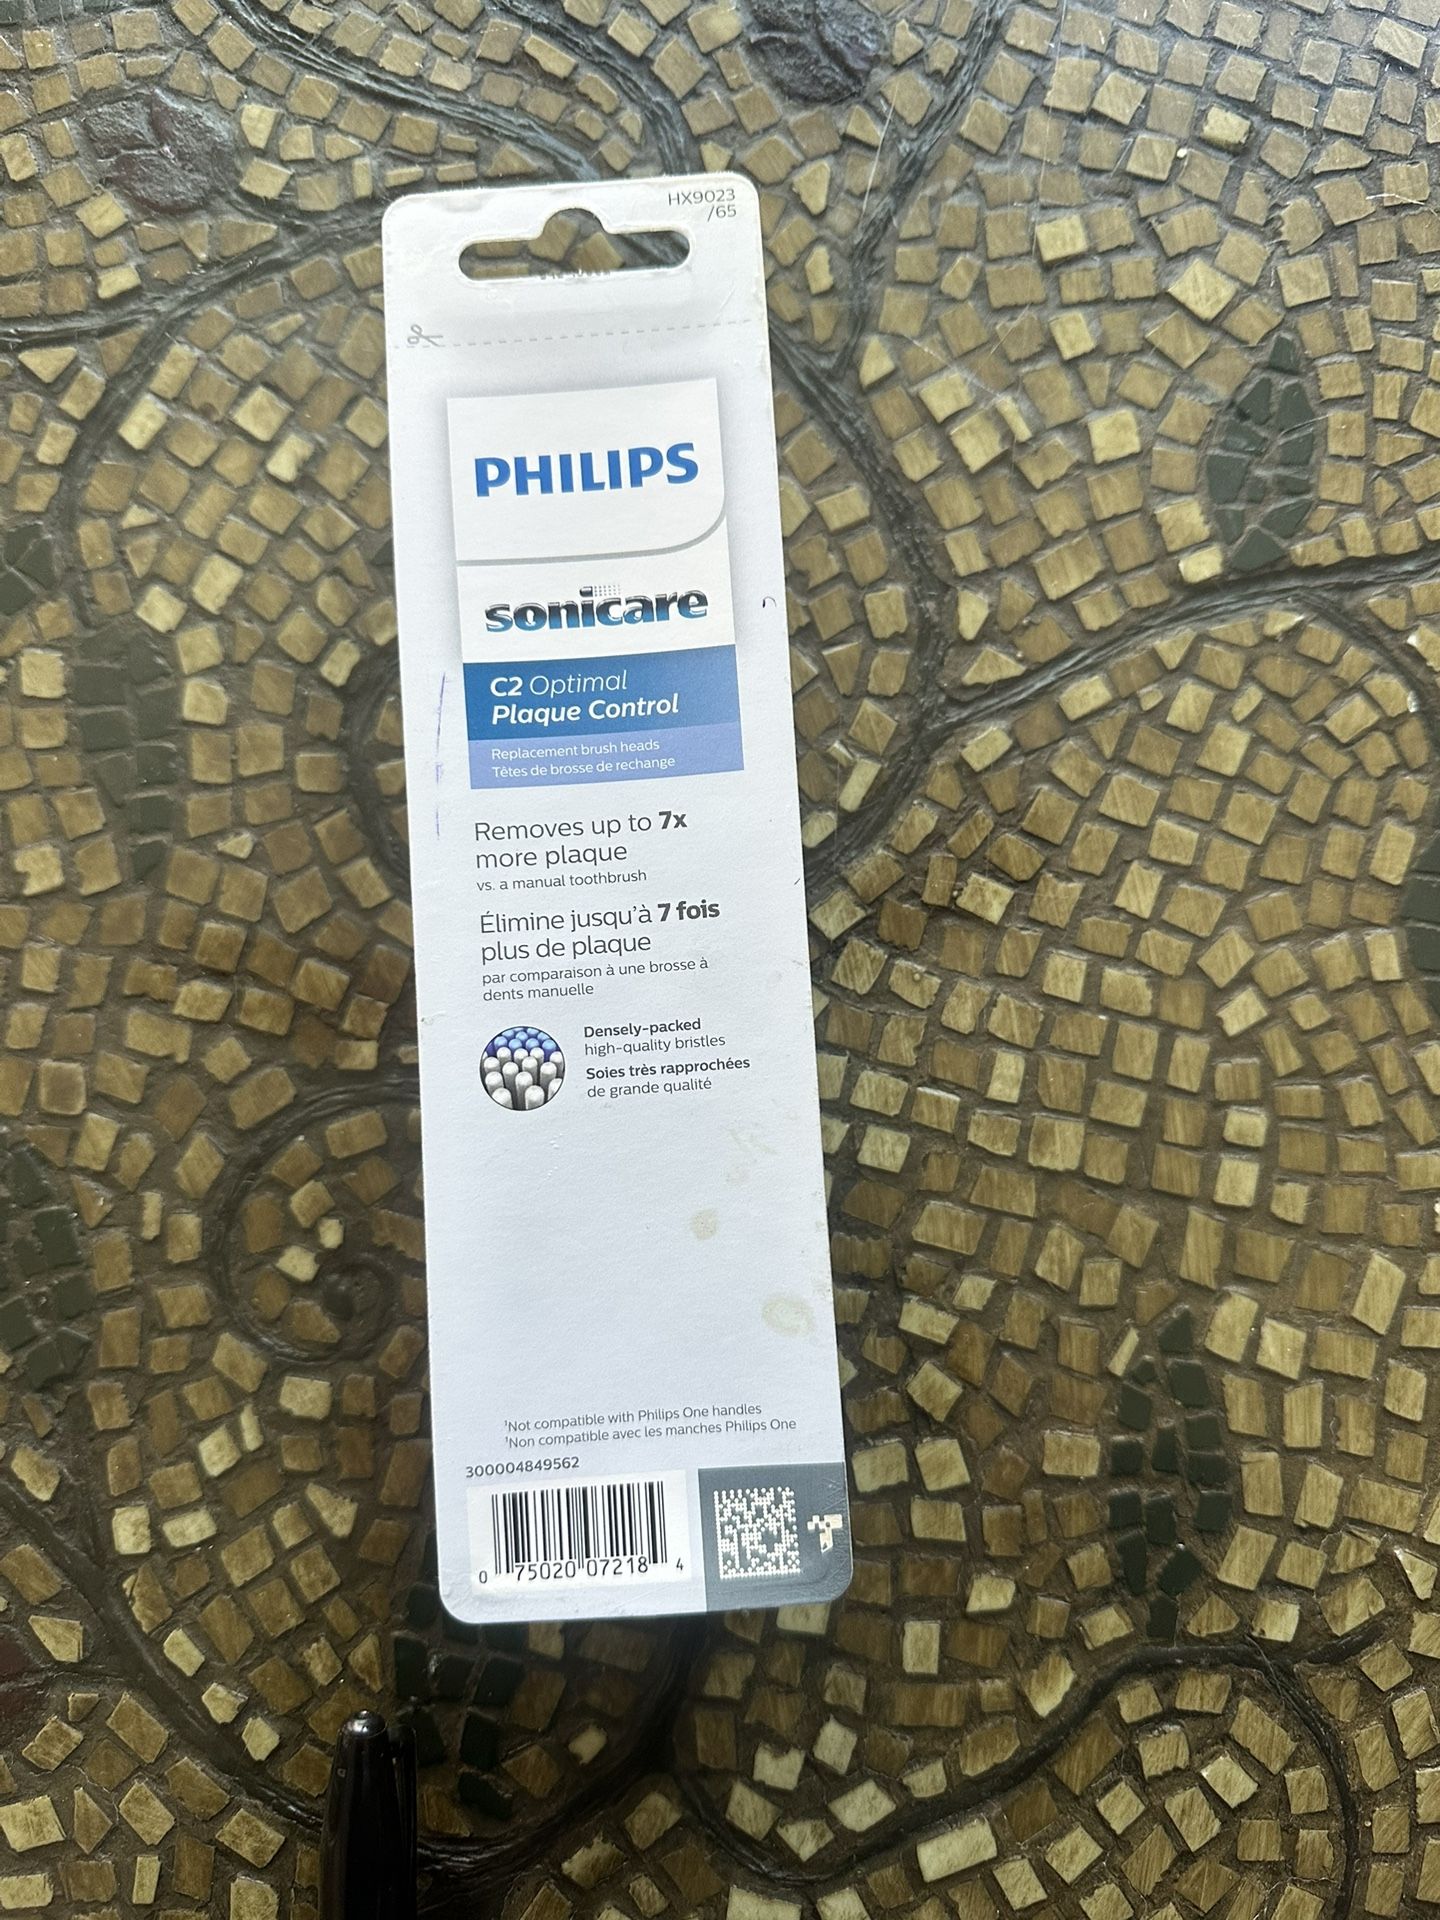 HX9023
/65
PHILIPS
sonicare
C2 Optimal
Plaque Control
Replacement brush heads
Têtes de brosse de rechange
Removes up to 7x
more plaque
vs. a manual toothbrush
Élimine jusqu'à 7 fois
plus de plaque
par comparaison à une brosse à
dents manuelle
Densely-packed
high-quality bristles
Soies très rapprochées
de grande qualité
¹Not compatible with Philips One handles
¹Non compatible avec les manches Philips One
300004849562
0 75020 07218 4